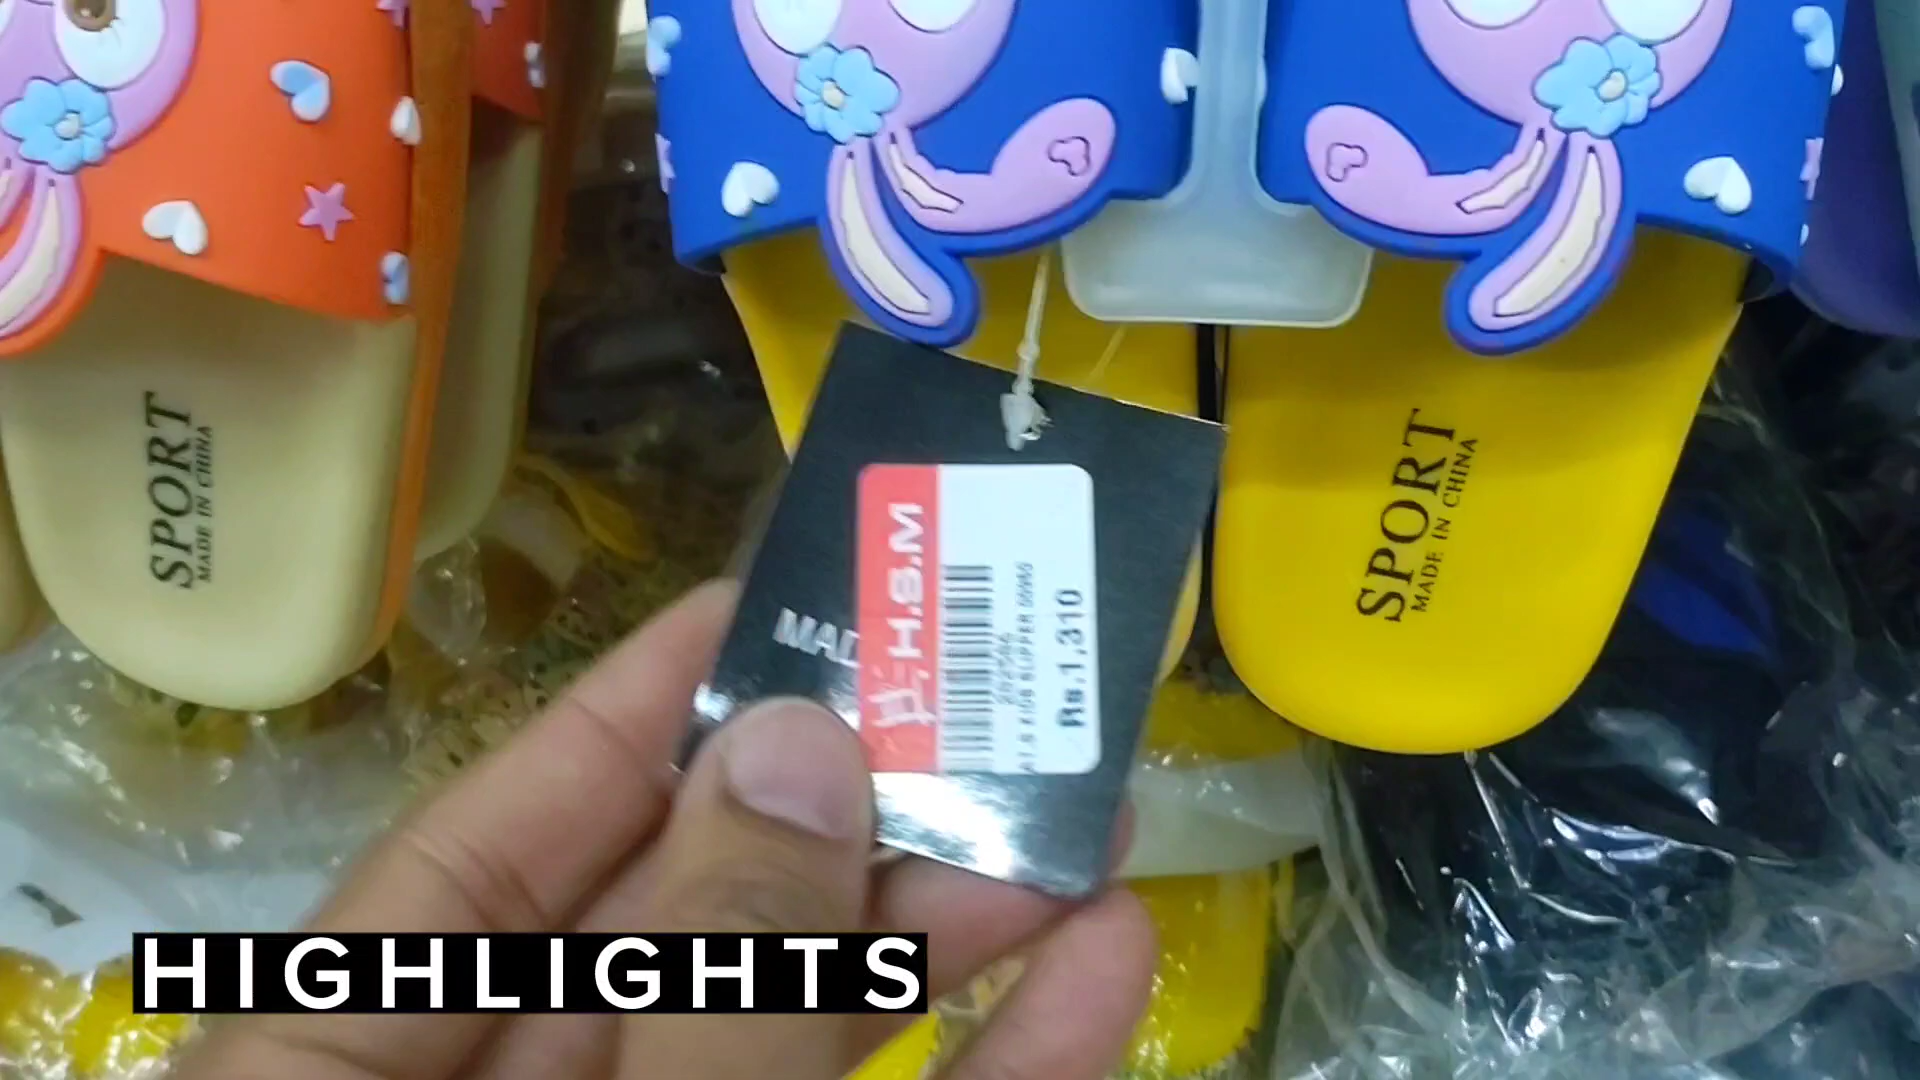 SPORT
MADE IN CHINA
SPORT
MADE IN CHINA
MAD
H.S.M
KIDS SLIPPER
Rs.1,310
HIGHLIGHTS